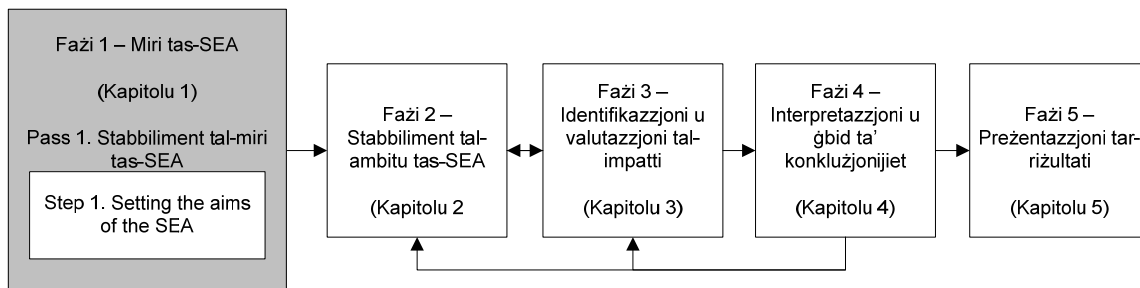 Fażi 1 – Miri tas-SEA
(Kapitolu 1)
Pass 1. Stabbiliment tal-miri
tas-SEA
Step 1. Setting the aims
of the SEA
Fażi 2 –
Stabbiliment tal-
ambitu tas-SEA
(Kapitolu 2
Fażi 3 –
Identifikazzjoni u
valutazzjoni tal-
impatti
(Kapitolu 3)
Fażi 4 –
Interpretazzjoni u
ġbid ta’
konklużjonijiet
(Kapitolu 4)
Fażi 5 –
Preżentazzjoni tar-
riżultati
(Kapitolu 5)